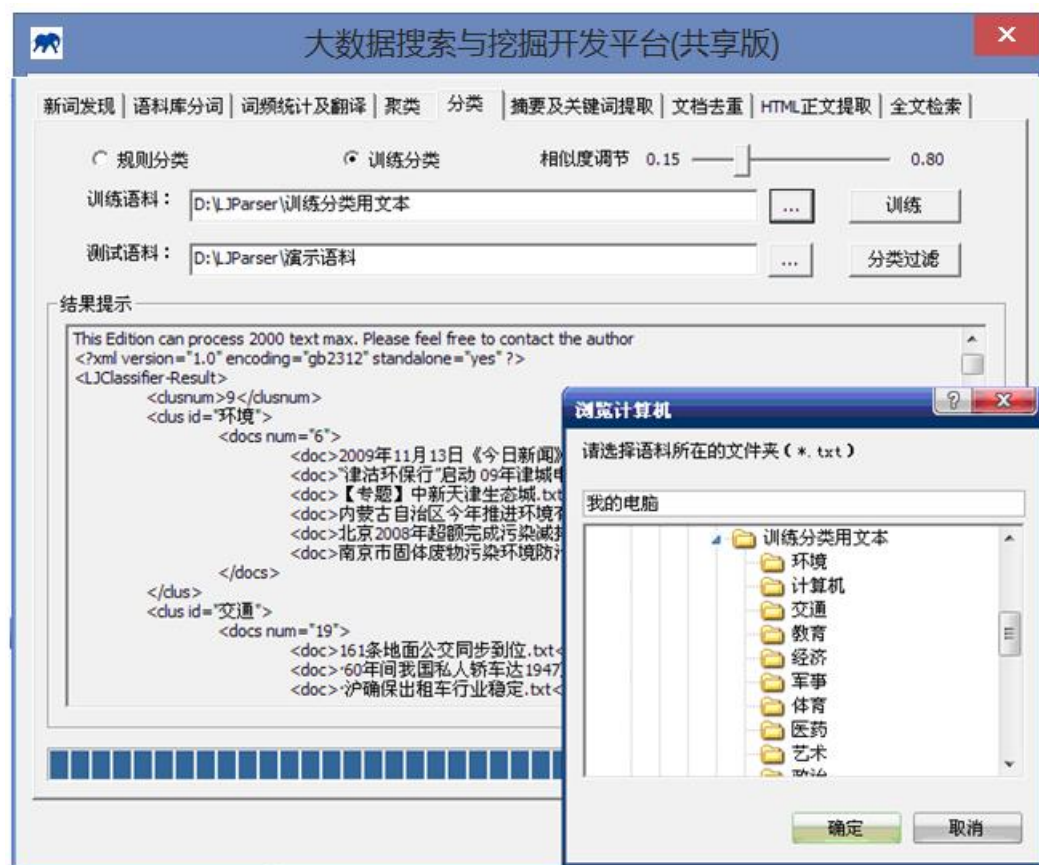 大数据搜索与挖掘开发平台(共享版)
新词发现 语料库分词 词频统计及翻译 聚类 分类 摘要及关键词提取 文档去重 HTML正文提取 全文检索
规则分类 训练分类 相似度调节 0.15 0.80
训练语料： D:\LJParser\训练分类用文本 ... 训练
测试语料： D:\LJParser\演示语料 ... 分类过滤
结果提示
This Edition can process 2000 text max. Please feel free to contact the author
<?xml version="1.0" encoding="gb2312" standalone="yes" ?>
<LJClassifier-Result>
<clusnum>9</clusnum>
<clus id="环境">
<docs num="6">
<doc>2009年11月13日《今日新闻》
<doc>"津沽环保行"启动 09年津城
<doc>【专题】中新天津生态城.txt
<doc>内蒙古自治区今年推进环境
<doc>北京2008年超额完成污染减
<doc>南京市固体废物污染环境防
</docs>
</clus>
<clus id="交通">
<docs num="19">
<doc>161条地面公交同步到位.txt<
<doc>·60年间我国私人轿车达1947
<doc>·沪确保出租车行业稳定.txt<
浏览计算机
请选择语料所在的文件夹(*.txt)
我的电脑
训练分类用文本
环境
计算机
交通
教育
经济
军事
体育
医药
艺术
政治
确定 取消